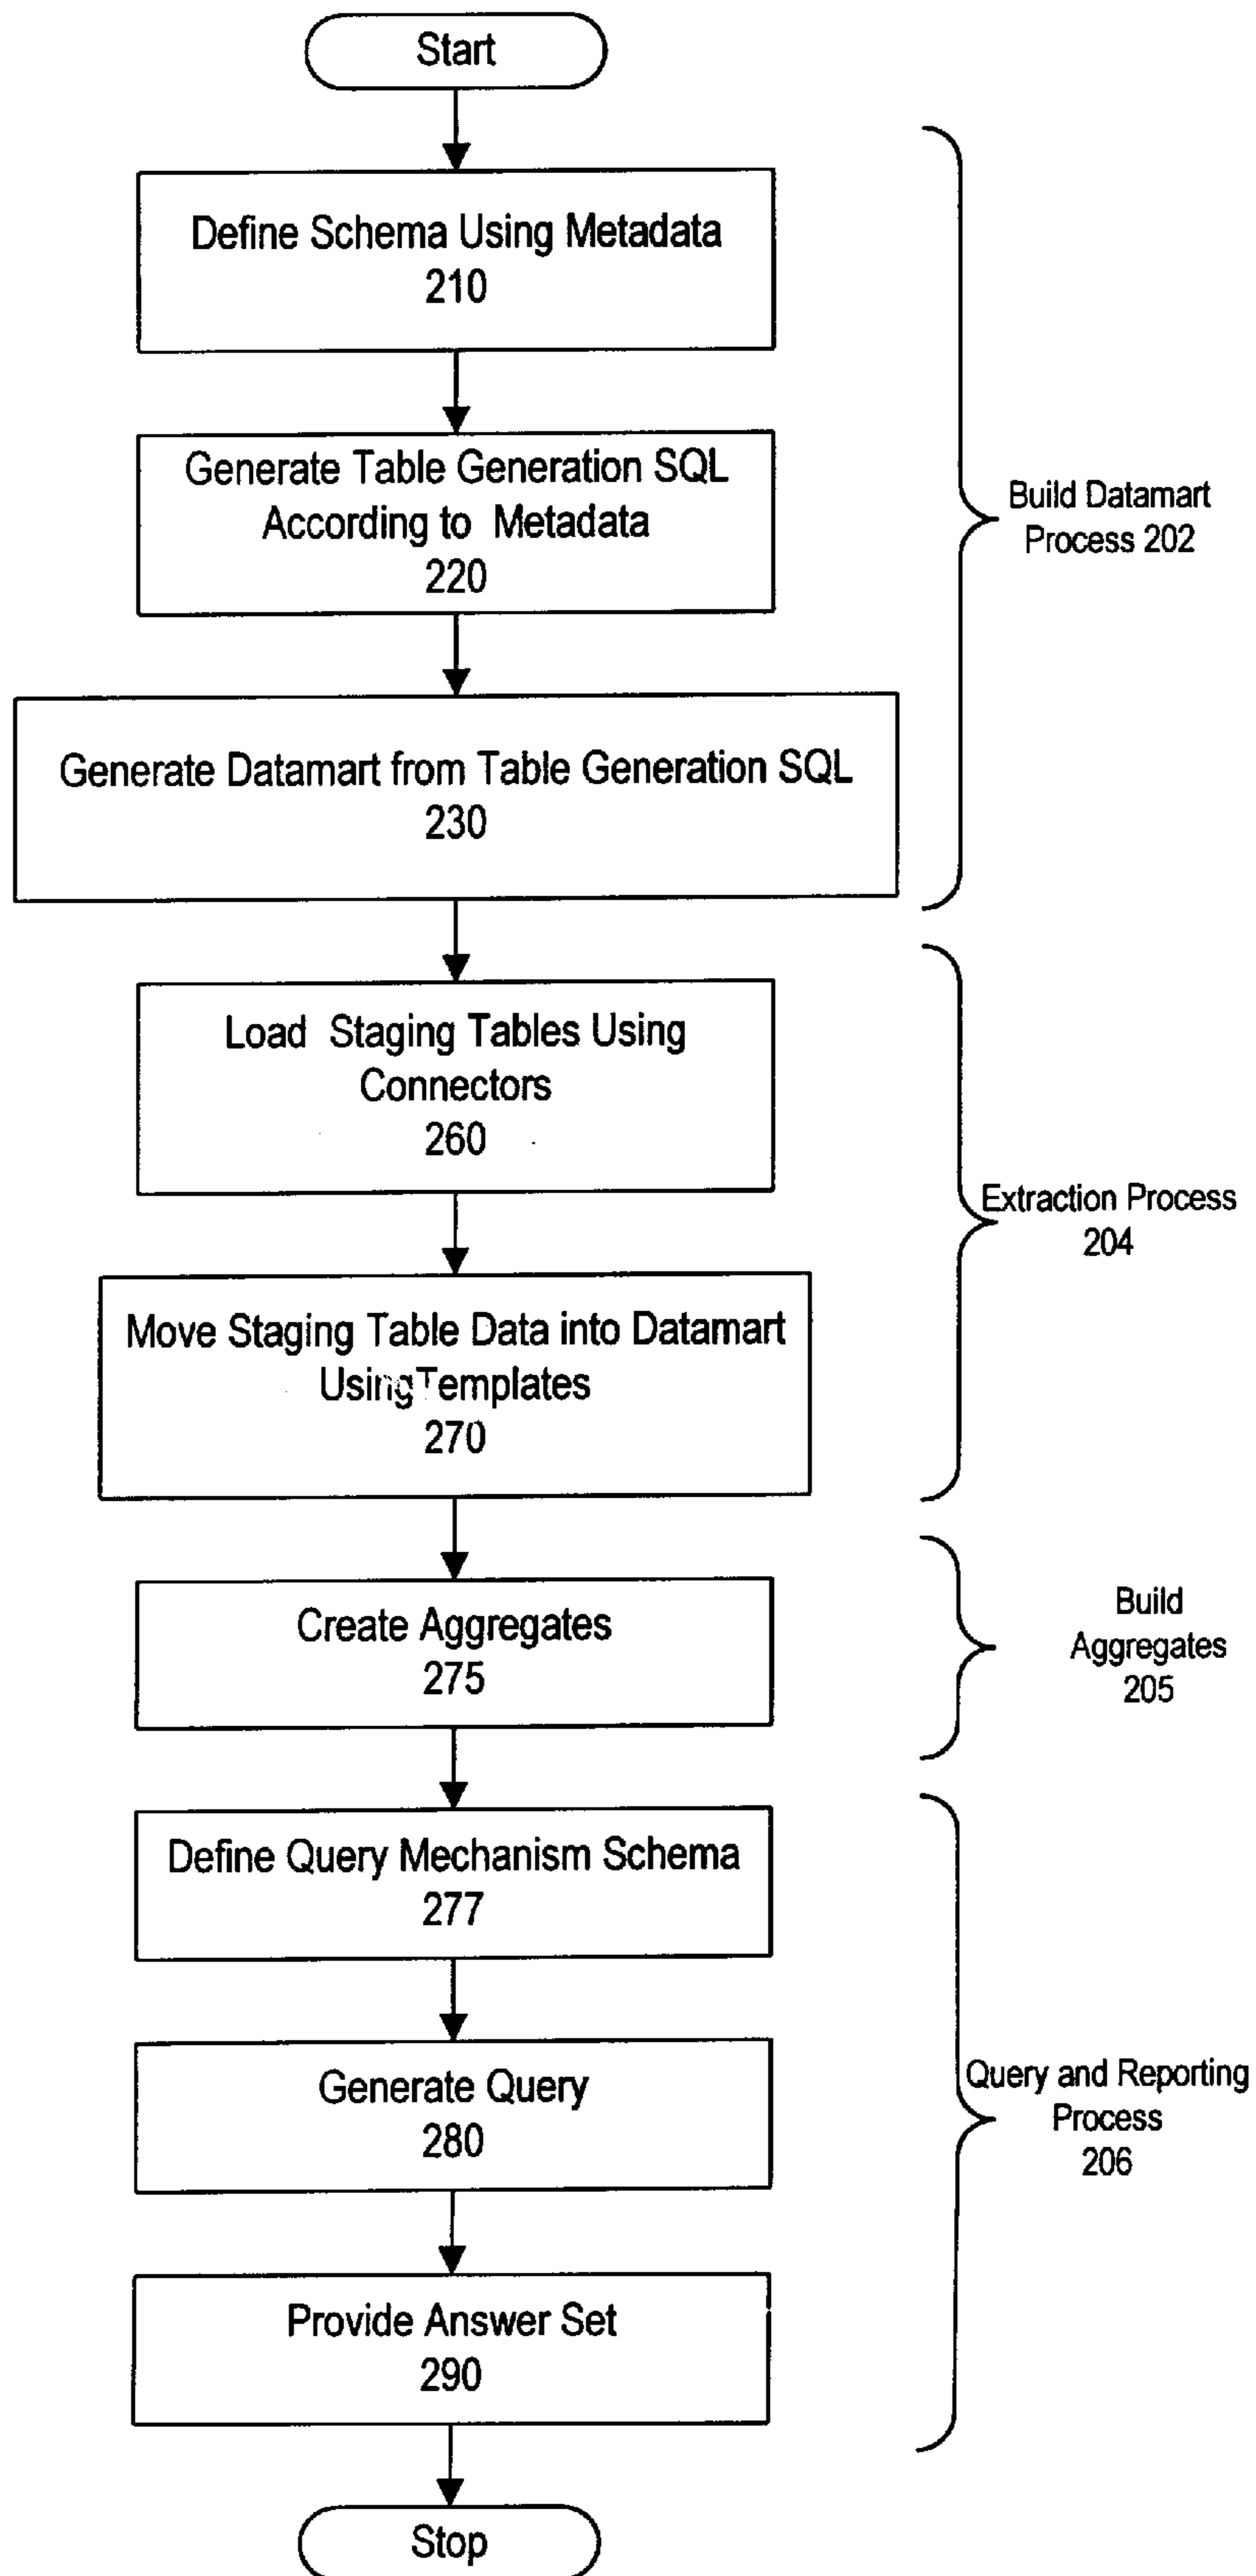 Start
Define Schema Using Metadata
210
Generate Table Generation SQL
According to Metadata
220
Generate Datamart from Table Generation SQL
230
Build Datamart
Process 202
Load Staging Tables Using
Connectors
260
Move Staging Table Data into Datamart
UsingTemplates
270
Extraction Process
204
Create Aggregates
275
Build
Aggregates
205
Define Query Mechanism Schema
277
Generate Query
280
Provide Answer Set
290
Query and Reporting
Process
206
Stop